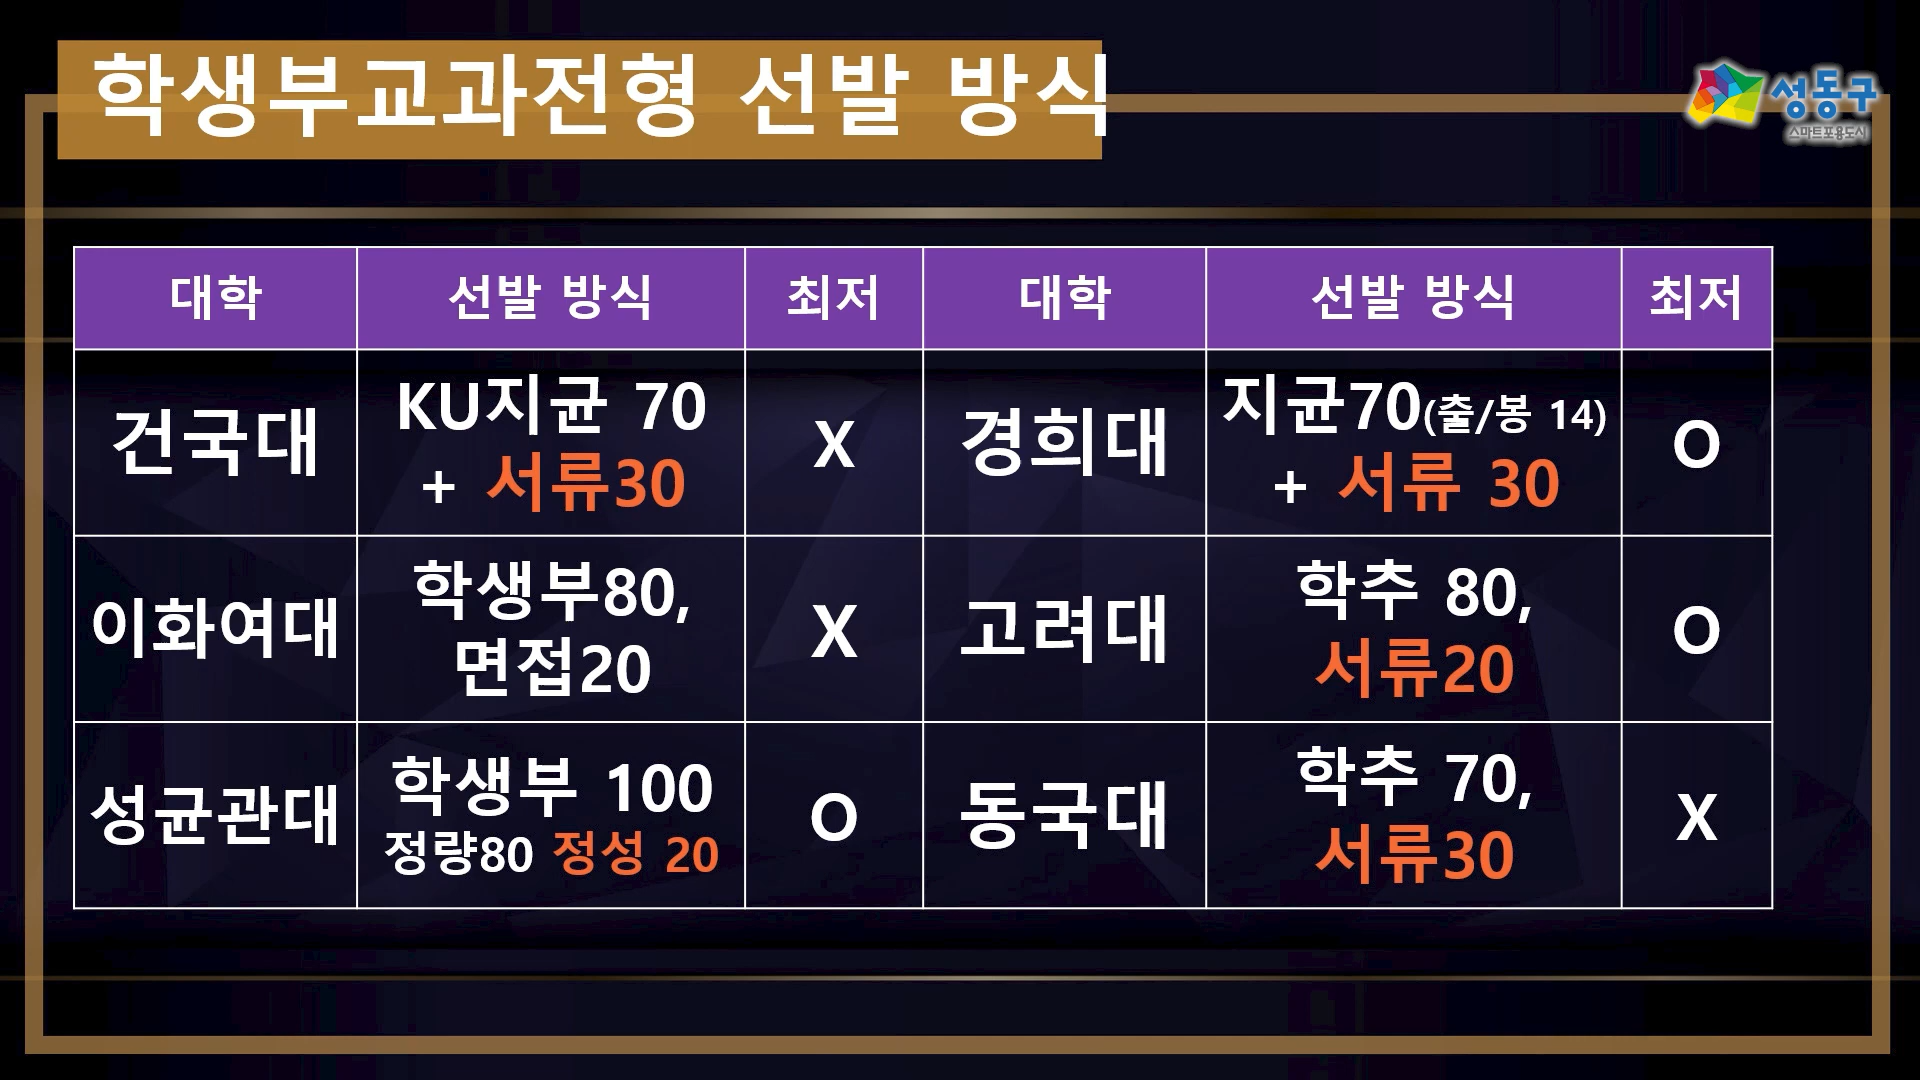 학생부교과전형 선발 방식
성동구
스마트포용도시
대학 선발 방식 최저 대학 선발 방식 최저
건국대
KU지균 70
+ 서류30
X
경희대
지균70(출/봉 14)
+ 서류 30
O
이화여대
학생부80,
면접20
X
고려대
학추 80,
서류20
O
성균관대
학생부 100
정량80 정성 20
O
동국대
학추 70,
서류30
X